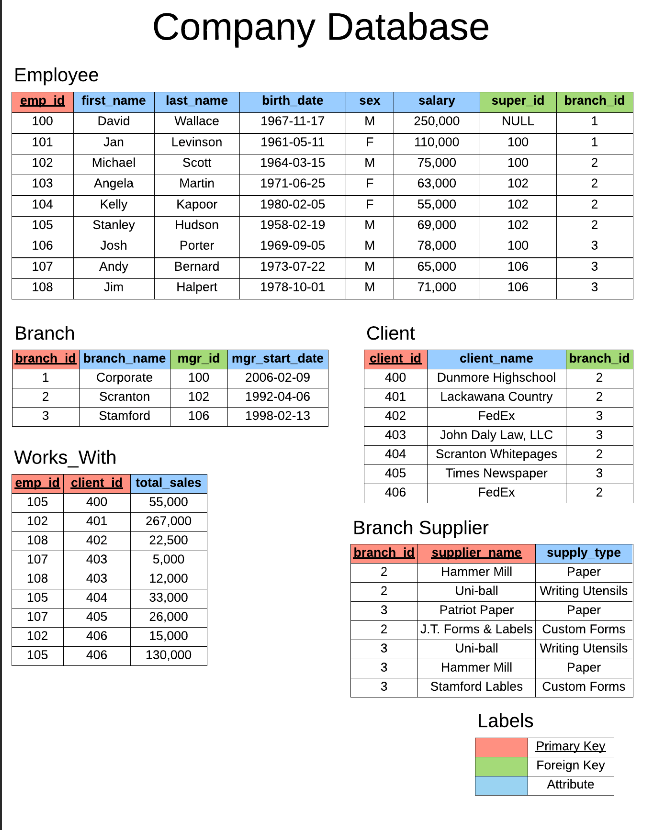 Company Database
Employee
emp_id first_name last_name birth_date sex salary super_id branch_id
100 David Wallace 1967-11-17 M 250,000 NULL 1
101 Jan Levinson 1961-05-11 F 110,000 100 1
102 Michael Scott 1964-03-15 M 75,000 100 2
103 Angela Martin 1971-06-25 F 63,000 102 2
104 Kelly Kapoor 1980-02-05 F 55,000 102 2
105 Stanley Hudson 1958-02-19 M 69,000 102 2
106 Josh Porter 1969-09-05 M 78,000 100 3
107 Andy Bernard 1973-07-22 M 65,000 106 3
108 Jim Halpert 1978-10-01 M 71,000 106 3
Branch
branch_id branch_name mgr_id mgr_start_date
1 Corporate 100 2006-02-09
2 Scranton 102 1992-04-06
3 Stamford 106 1998-02-13
Works_With
emp_id client_id total_sales
105 400 55,000
102 401 267,000
108 402 22,500
107 403 5,000
108 403 12,000
105 404 33,000
107 405 26,000
102 406 15,000
105 406 130,000
Client
client_id client_name branch_id
400 Dunmore Highschool 2
401 Lackawana Country 2
402 FedEx 3
403 John Daly Law, LLC 3
404 Scranton Whitepages 2
405 Times Newspaper 3
406 FedEx 2
Branch Supplier
branch_id supplier_name supply_type
2 Hammer Mill Paper
2 Uni-ball Writing Utensils
3 Patriot Paper Paper
2 J.T. Forms & Labels Custom Forms
3 Uni-ball Writing Utensils
3 Hammer Mill Paper
3 Stamford Lables Custom Forms
Labels
Primary Key
Foreign Key
Attribute